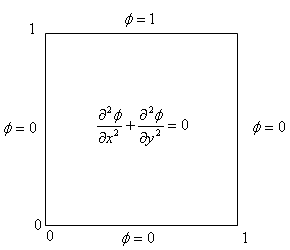 ϕ = 1
1
∂²ϕ/∂x² + ∂²ϕ/∂y² = 0
ϕ = 0
ϕ = 0
0
0
ϕ = 0
1